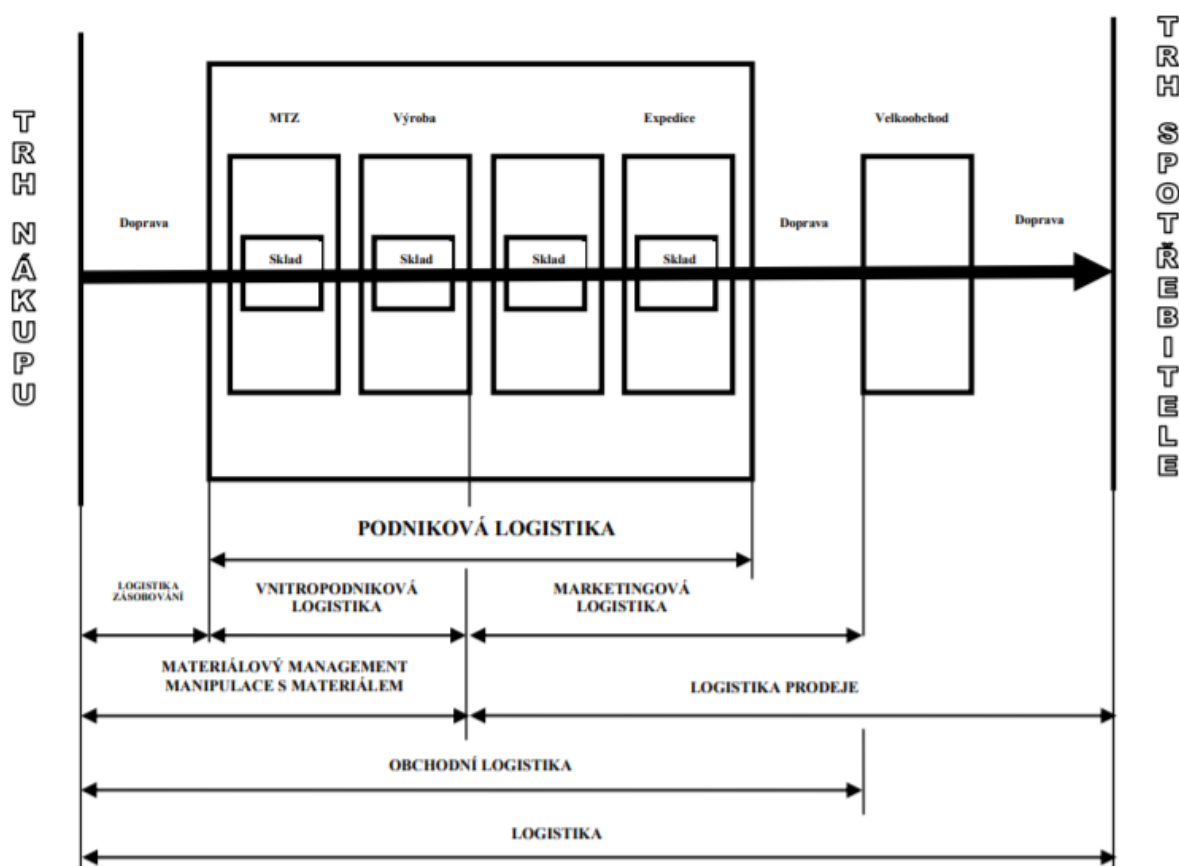 TRH NÁKUPU
TRH SPOTŘEBITELE
MTZ
Výroba
Expedice
Velkoobchod
Doprava
Doprava
Doprava
Sklad
Sklad
Sklad
Sklad
PODNIKOVÁ LOGISTIKA
LOGISTIKA
ZÁSOBOVÁNÍ
VNITROPODNIKOVÁ
LOGISTIKA
MARKETINGOVÁ
LOGISTIKA
MATERIÁLOVÝ MANAGEMENT
MANIPULACE S MATERIÁLEM
LOGISTIKA PRODEJE
OBCHODNÍ LOGISTIKA
LOGISTIKA